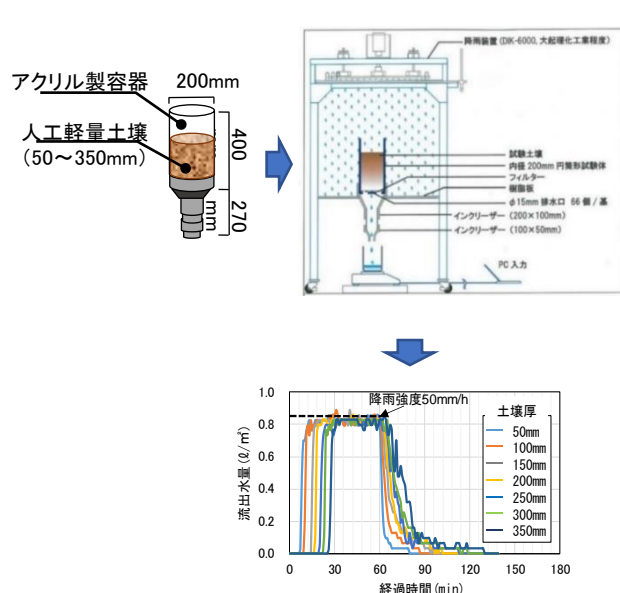 アクリル製容器
200mm
人工軽量土壌
(50～350mm)
400
270
mm
降雨装置(DIK-6000, 大起理化工業程度)
試験土壌
内径200mm円筒形試験体
フィルター
樹脂板
φ15mm 排水口 66個/基
インクリーザー(200×100mm)
インクリーザー(100×50mm)
PC入力
降雨強度50mm/h
流出水量(ℓ/㎡)
1.0
0.8
0.6
0.4
0.2
0.0
0
30
60
90
120
150
180
経過時間(min)
土壌厚
50mm
100mm
150mm
200mm
250mm
300mm
350mm